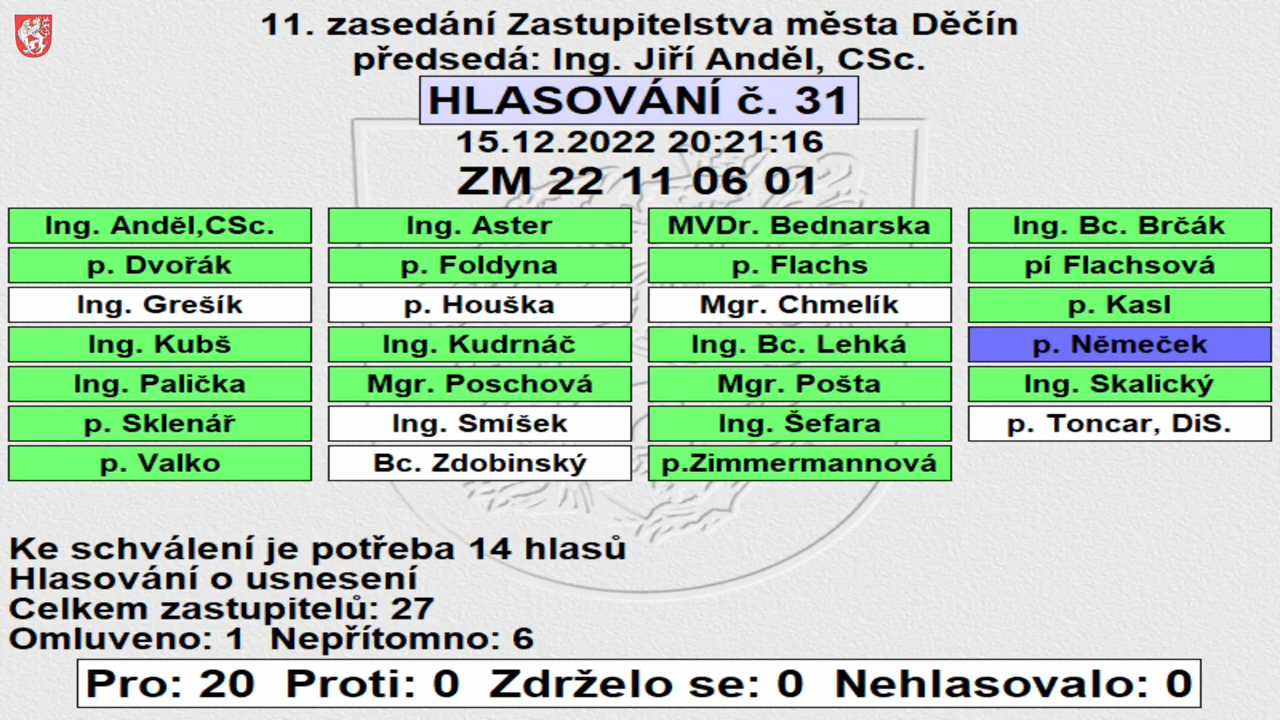 11. zasedání Zastupitelstva města Děčín
předsedá: Ing. Jiří Anděl, CSc.
HLASOVÁNÍ č. 31
15.12.2022 20:21:16
ZM 22 11 06 01
Ing. Anděl,CSc. Ing. Aster MVDr. Bednarska Ing. Bc. Brčák
p. Dvořák p. Foldyna p. Flachs pí Flachsová
Ing. Grešík p. Houška Mgr. Chmelík p. Kasl
Ing. Kubš Ing. Kudrnáč Ing. Bc. Lehká p. Němeček
Ing. Palička Mgr. Poschová Mgr. Pošta Ing. Skalický
p. Sklenář Ing. Smíšek Ing. Šefara p. Toncar, DiS.
p. Valko Bc. Zdobinský p.Zimmermannová
Ke schválení je potřeba 14 hlasů
Hlasování o usnesení
Celkem zastupitelů: 27
Omluveno: 1 Nepřítomno: 6
Pro: 20 Proti: 0 Zdrželo se: 0 Nehlasovalo: 0